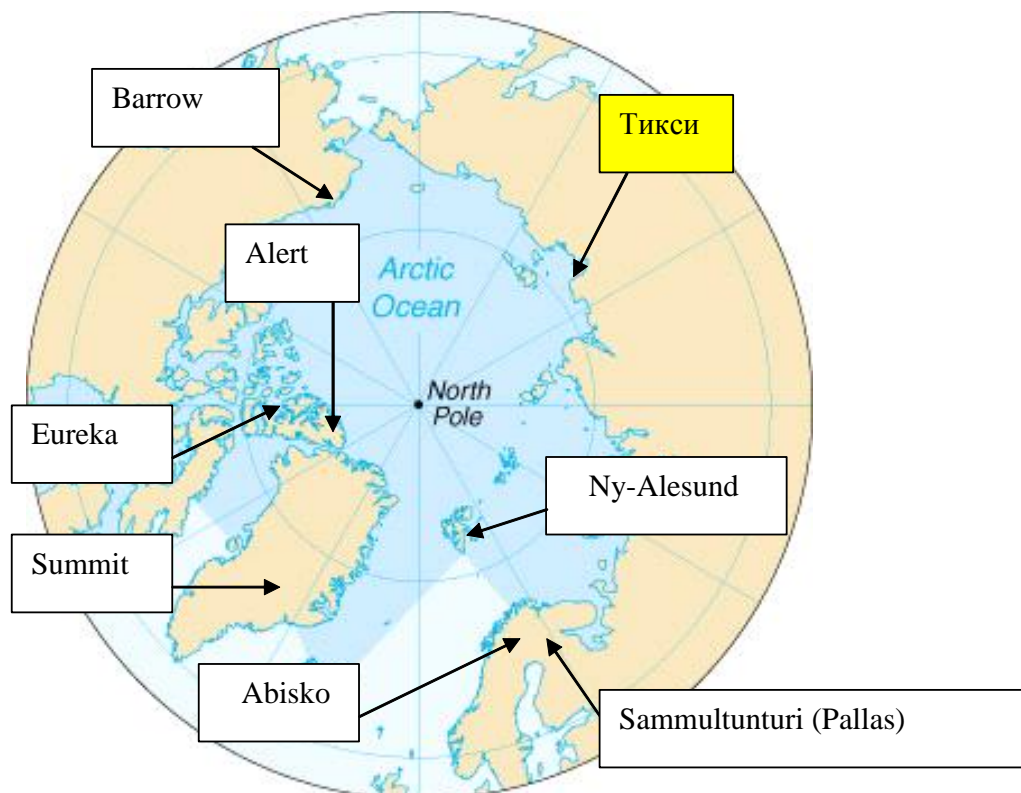 Barrow
Тикси
Alert
Arctic
Ocean
North
Pole
Eureka
Ny-Alesund
Summit
Abisko
Sammultunturi (Pallas)